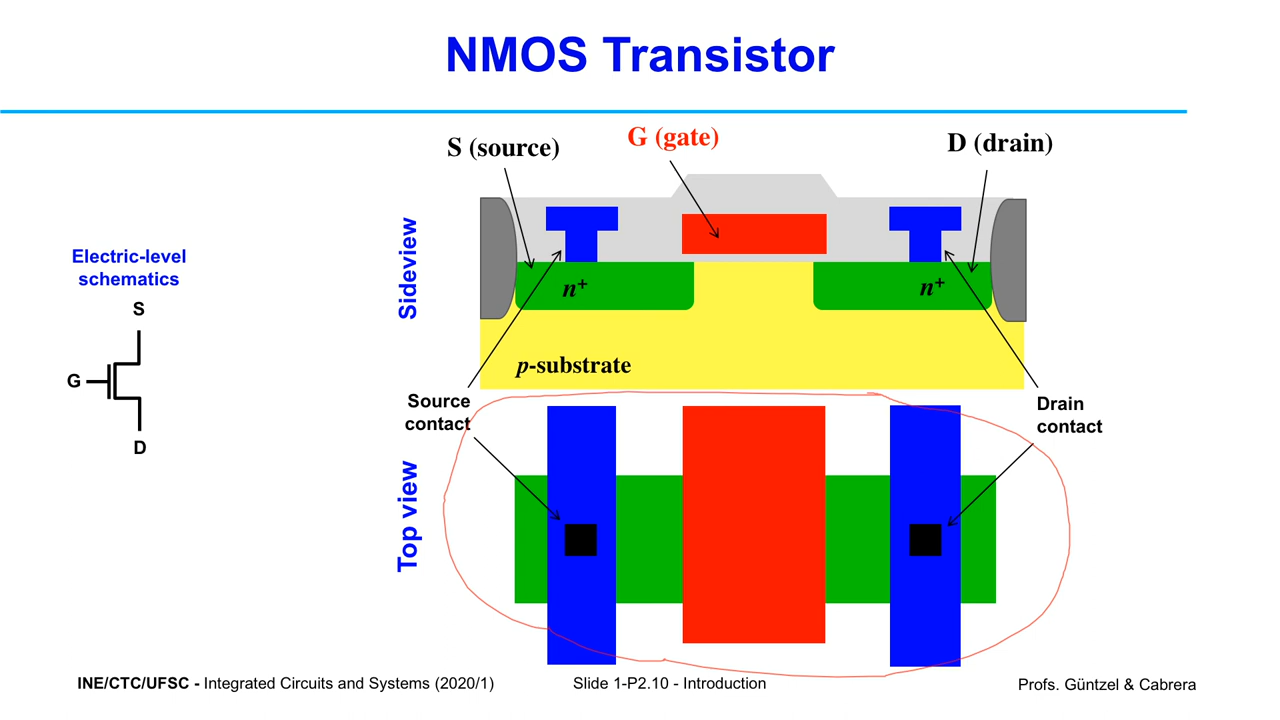 NMOS Transistor
S (source)
G (gate)
D (drain)
Sideview
Electric-level
schematics
S
G
D
n+
n+
p-substrate
Source
contact
Drain
contact
Top view
INE/CTC/UFSC - Integrated Circuits and Systems (2020/1)
Slide 1-P2.10 - Introduction
Profs. Güntzel & Cabrera